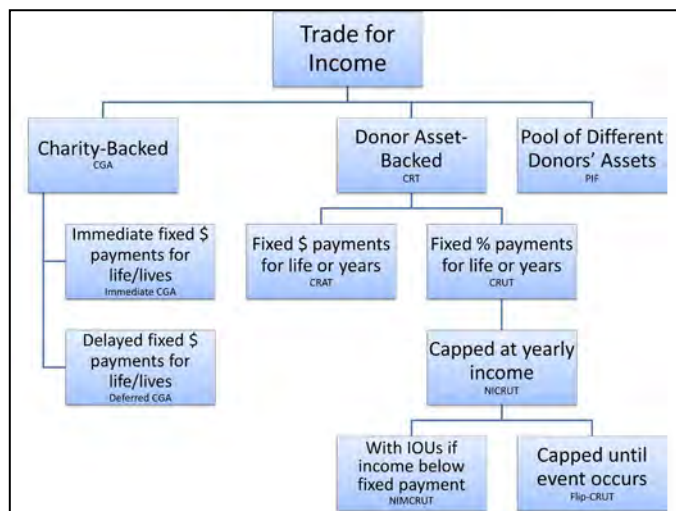 Trade for
Income
Charity-Backed
CGA
Donor Asset-
Backed
CRT
Pool of Different
Donors' Assets
PIF
Immediate fixed $
payments for
life/lives
Immediate CGA
Delayed fixed $
payments for
life/lives
Deferred CGA
Fixed $ payments
for life or years
CRAT
Fixed % payments
for life or years
CRUT
Capped at yearly
income
NICRUT
With IOUs if
income below
fixed payment
NIMCRUT
Capped until
event occurs
Flip-CRUT